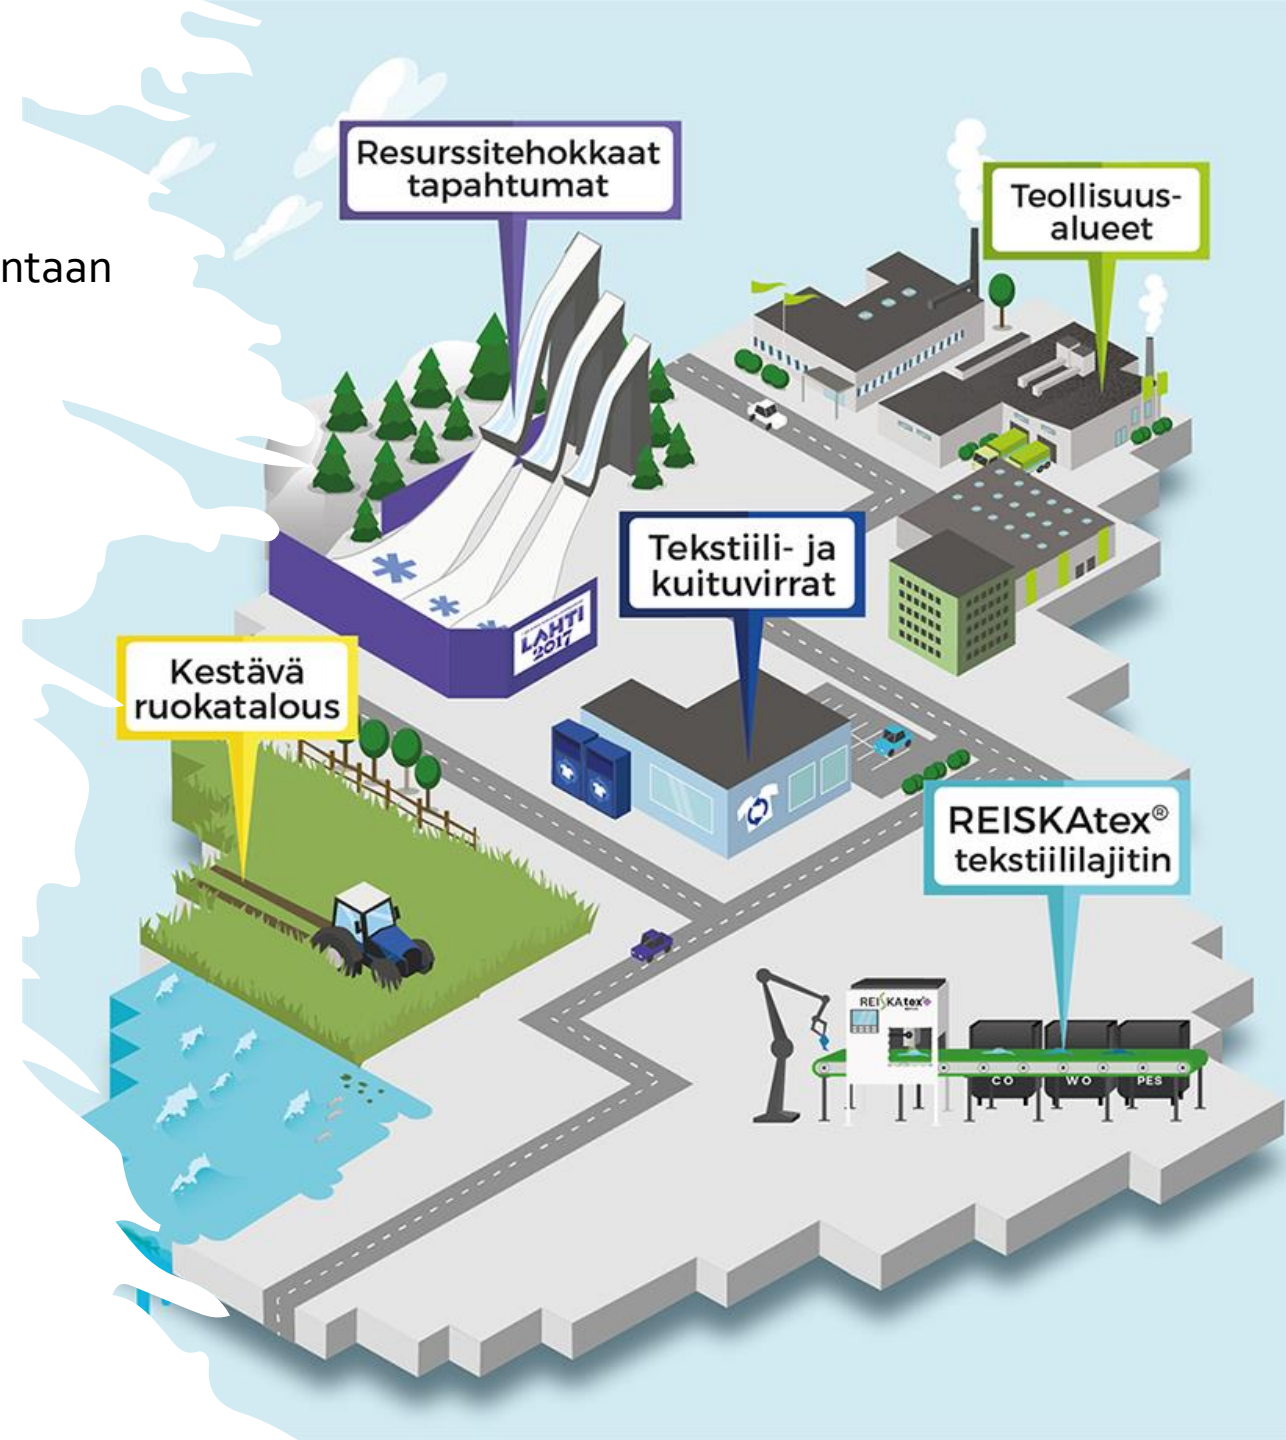 Resurssitehokkaat
tapahtumat
Teollisuus-
alueet
ntaan
Tekstiili- ja
kuituvirrat
LAHTI
2017
Kestävä
ruokatalous
REISKAtex®
tekstiililajitin
REISKAtex
CO
WO
PES